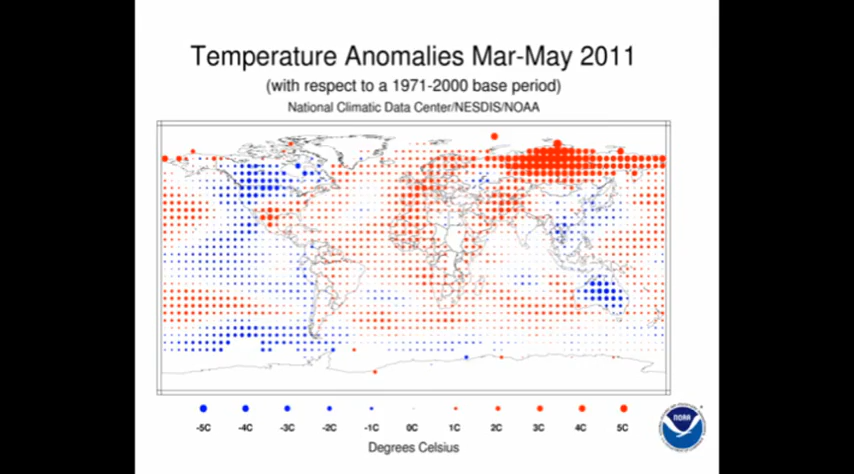 Temperature Anomalies Mar-May 2011
(with respect to a 1971-2000 base period)
National Climatic Data Center/NESDIS/NOAA
-5C -4C -3C -2C -1C 0C 1C 2C 3C 4C 5C
Degrees Celsius
NOAA